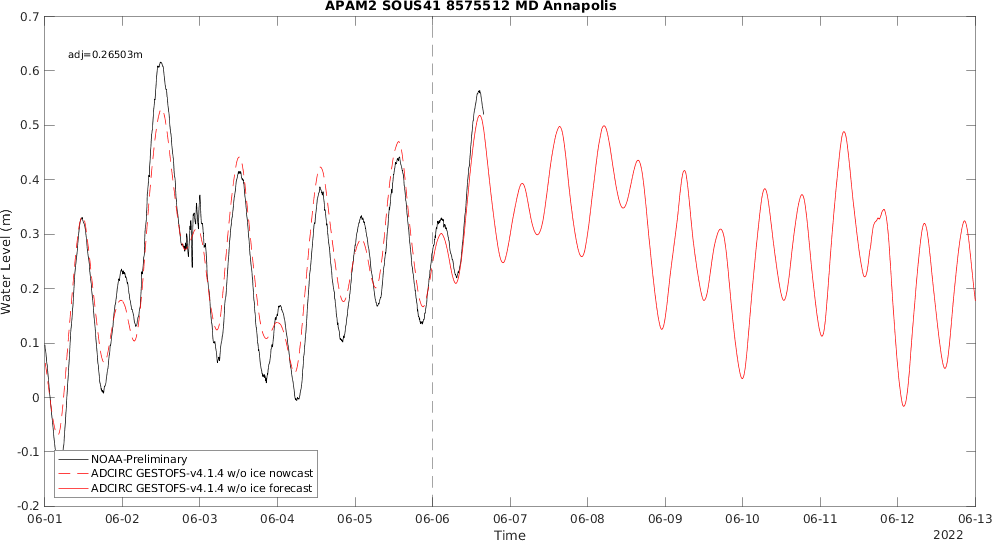 APAM2 SOUS41 8575512 MD Annapolis
adj=0.26503m
0.7
0.6
0.5
0.4
0.3
0.2
0.1
0
-0.1
-0.2
Water Level (m)
NOAA-Preliminary
ADCIRC GESTOFS-v4.1.4 w/o ice nowcast
ADCIRC GESTOFS-v4.1.4 w/o ice forecast
06-01 06-02 06-03 06-04 06-05 06-06 06-07 06-08 06-09 06-10 06-11 06-12 06-13
Time
2022